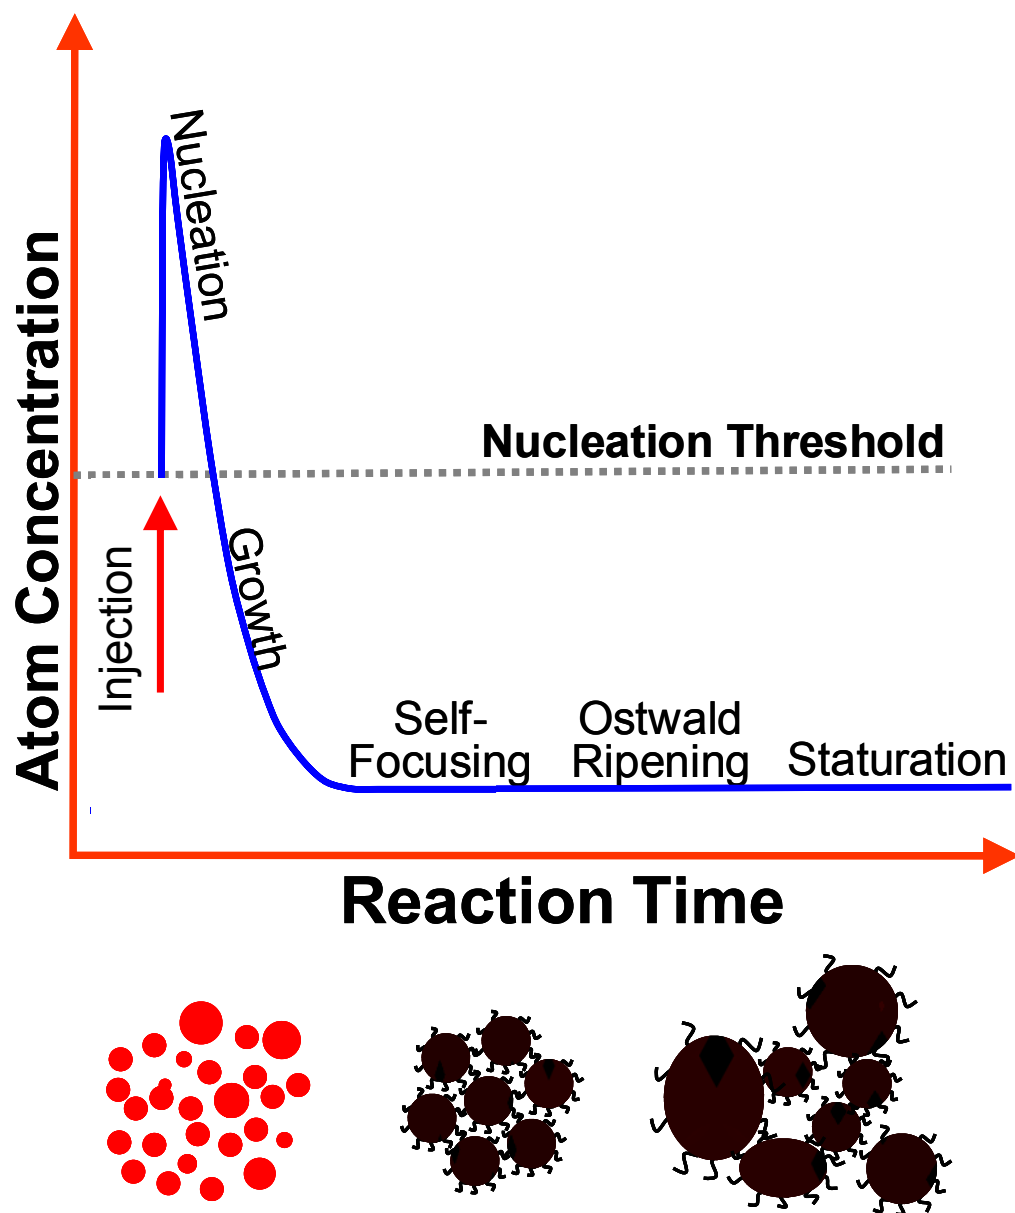 Nucleation
Atom Concentration
Nucleation Threshold
Injection
Growth
Self-
Focusing
Ostwald
Ripening
Staturation
Reaction Time